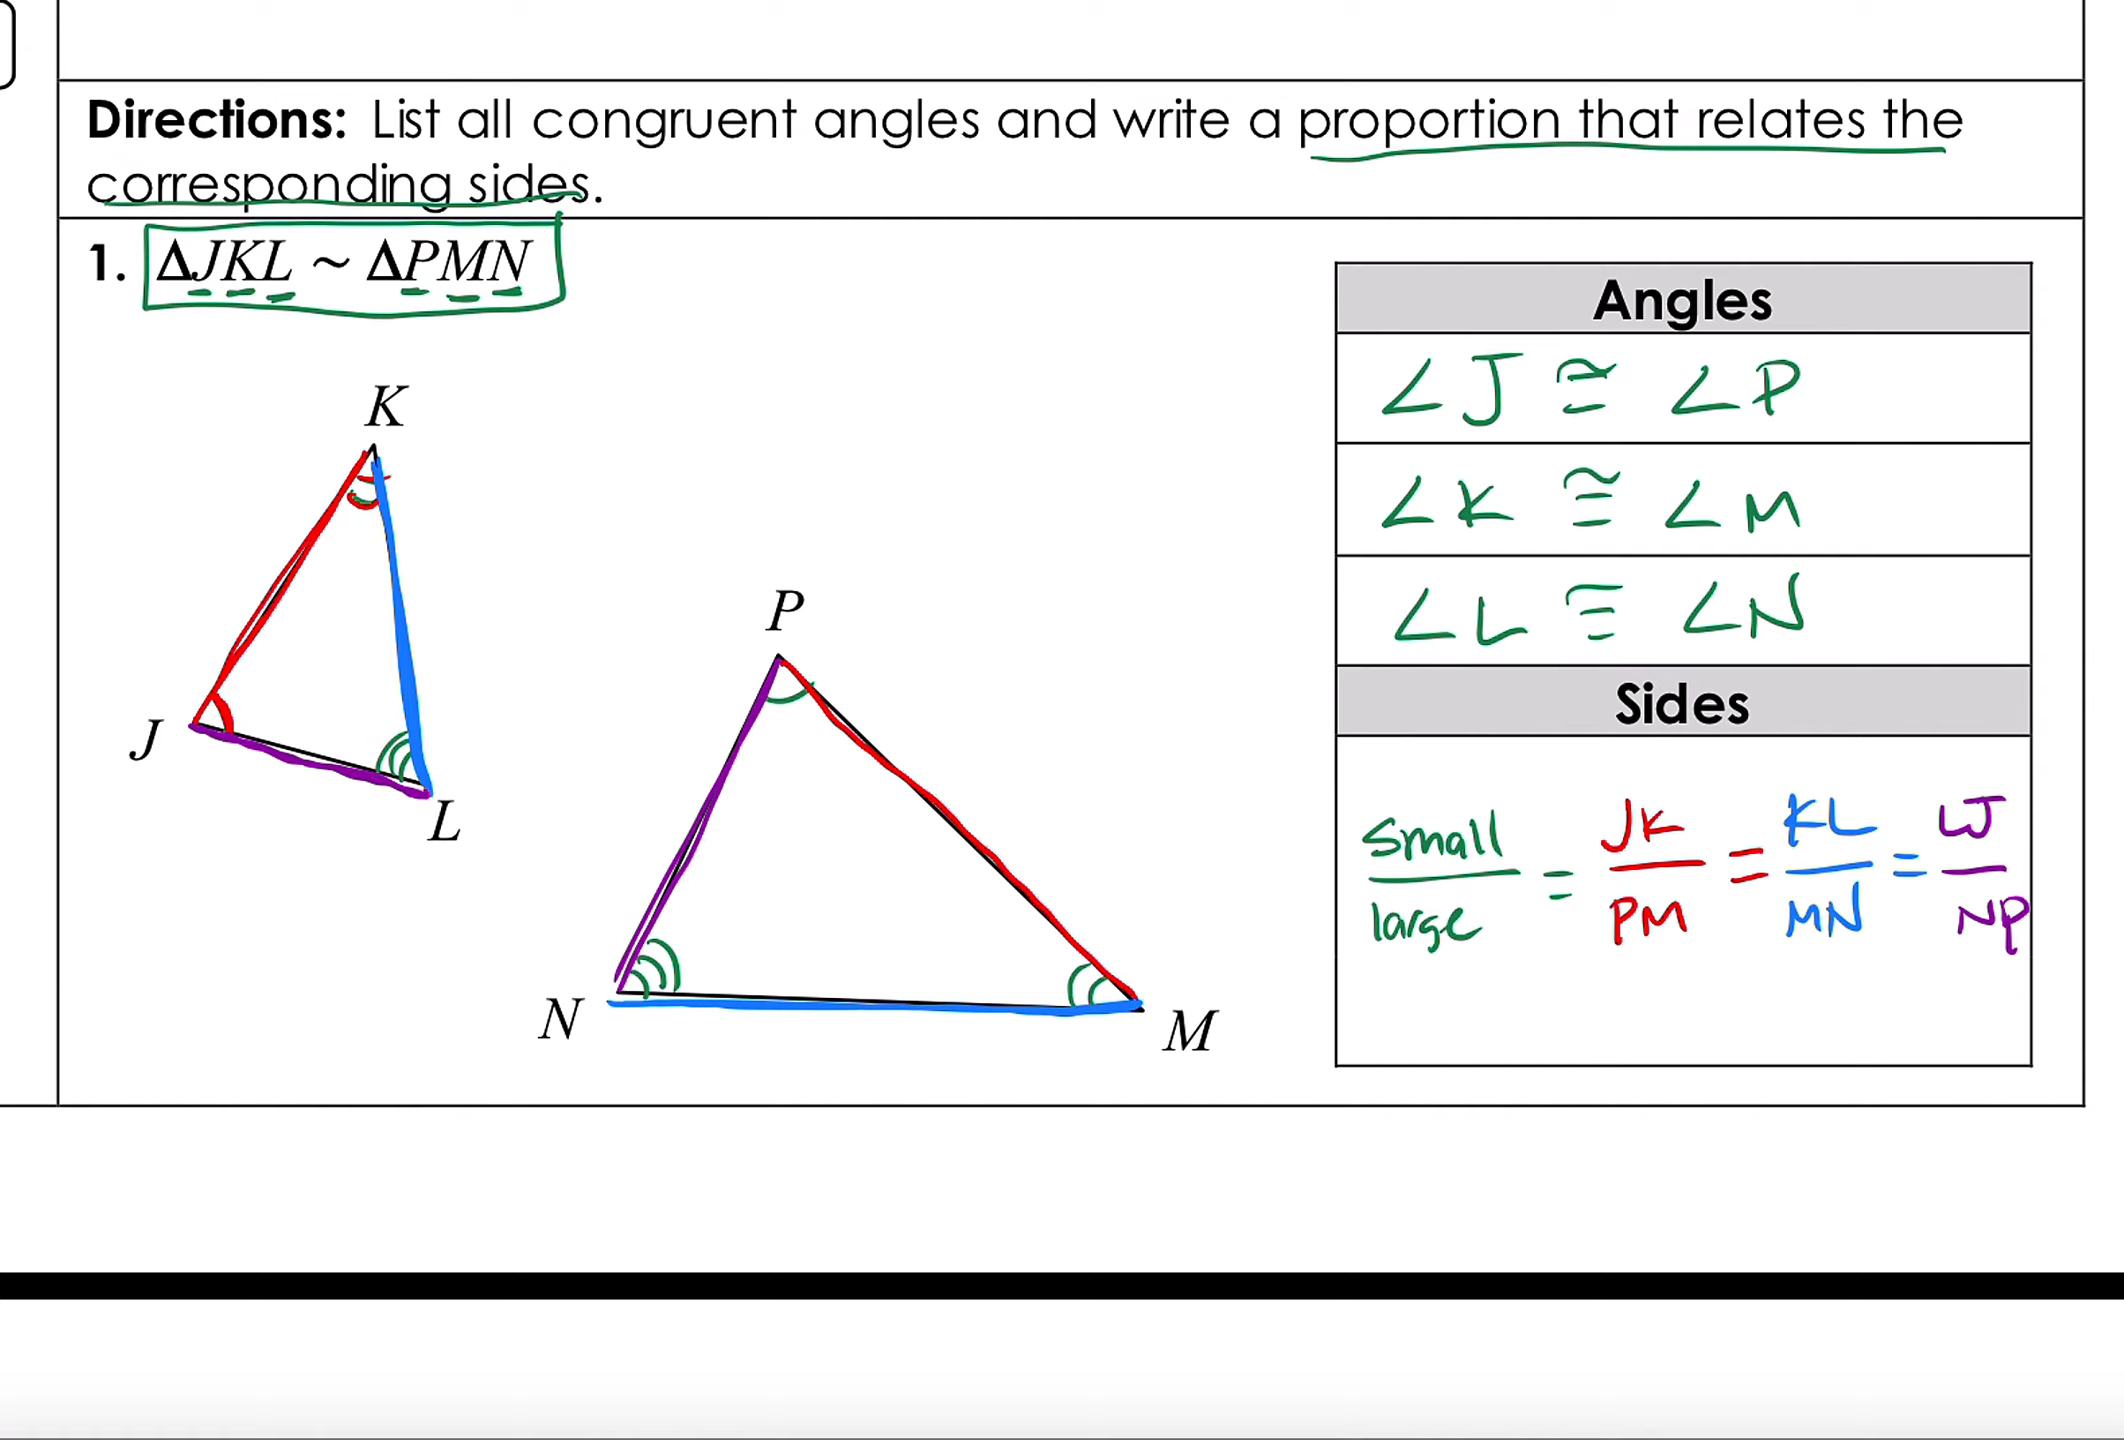 Directions: List all congruent angles and write a proportion that relates the
corresponding sides.
1. ΔJKL ~ ΔPMN
Angles
∠J ≅ ∠P
∠K ≅ ∠M
∠L ≅ ∠N
Sides
small/large = JK/PM = KL/MN = LJ/NP
K
J
L
P
N
M